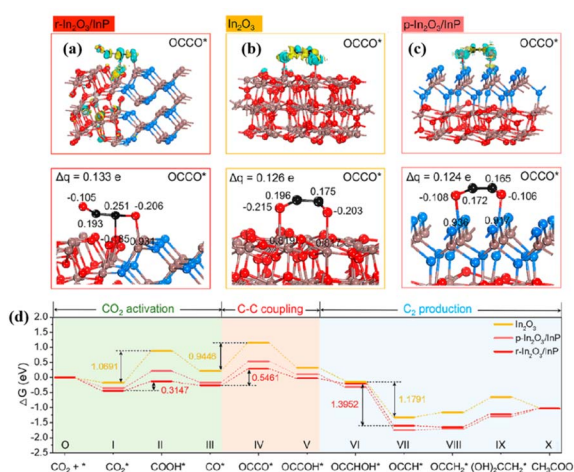 r-In₂O₃/InP
In₂O₃
p-In₂O₃/InP
(a)
OCCO*
(b)
OCCO*
(c)
OCCO*
Δq = 0.133 e
OCCO*
-0.105
0.251
-0.206
0.193
Δq = 0.126 e
OCCO*
0.196
0.175
-0.215
-0.203
Δq = 0.124 e
0.165
OCCO*
-0.108
0.172
-0.106
(d)
CO₂ activation
C-C coupling
C₂ production
ΔG (eV)
2.0
1.5
1.0
0.5
0.0
-0.5
-1.0
-1.5
-2.0
-2.5
1.0691
0.3147
0.9446
0.5461
1.3952
1.1791
In₂O₃
p-In₂O₃/InP
r-In₂O₃/InP
O I II III IV V VI VII VIII IX X
CO₂ + * CO₂* COOH* CO* OCCO* OCCOH* OCCHOH* OCCH* OCCH₂* (OH)₂CCH₂* CH₃COO